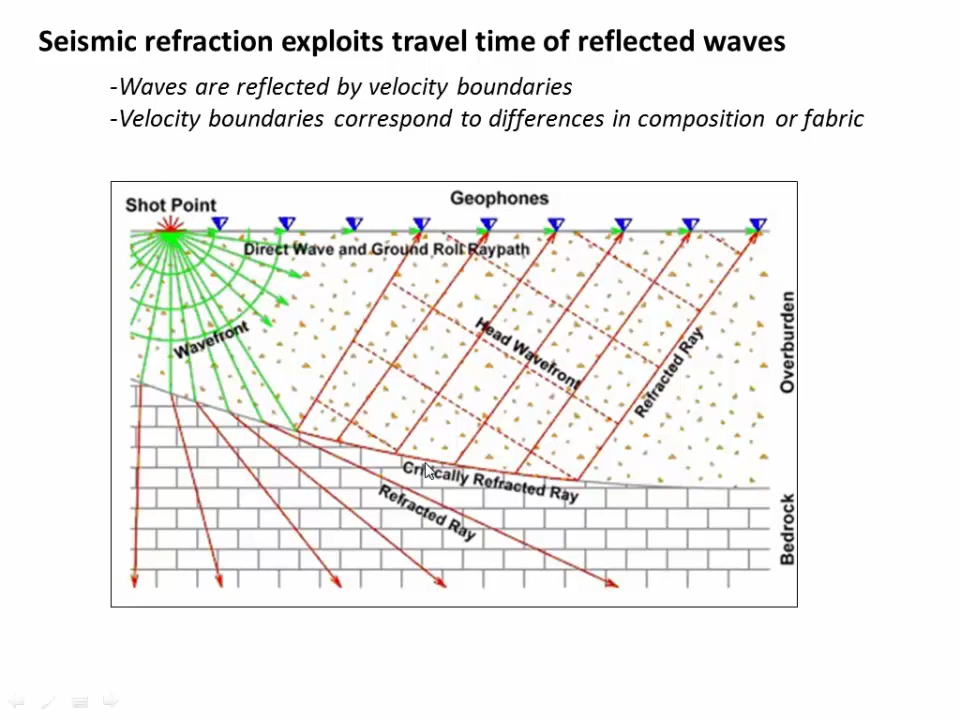 Seismic refraction exploits travel time of reflected waves
-Waves are reflected by velocity boundaries
-Velocity boundaries correspond to differences in composition or fabric
Shot Point
Geophones
Direct Wave and Ground Roll Raypath
Wavefront
Head Wavefront
Refracted Ray
Overburden
Critically Refracted Ray
Refracted Ray
Bedrock